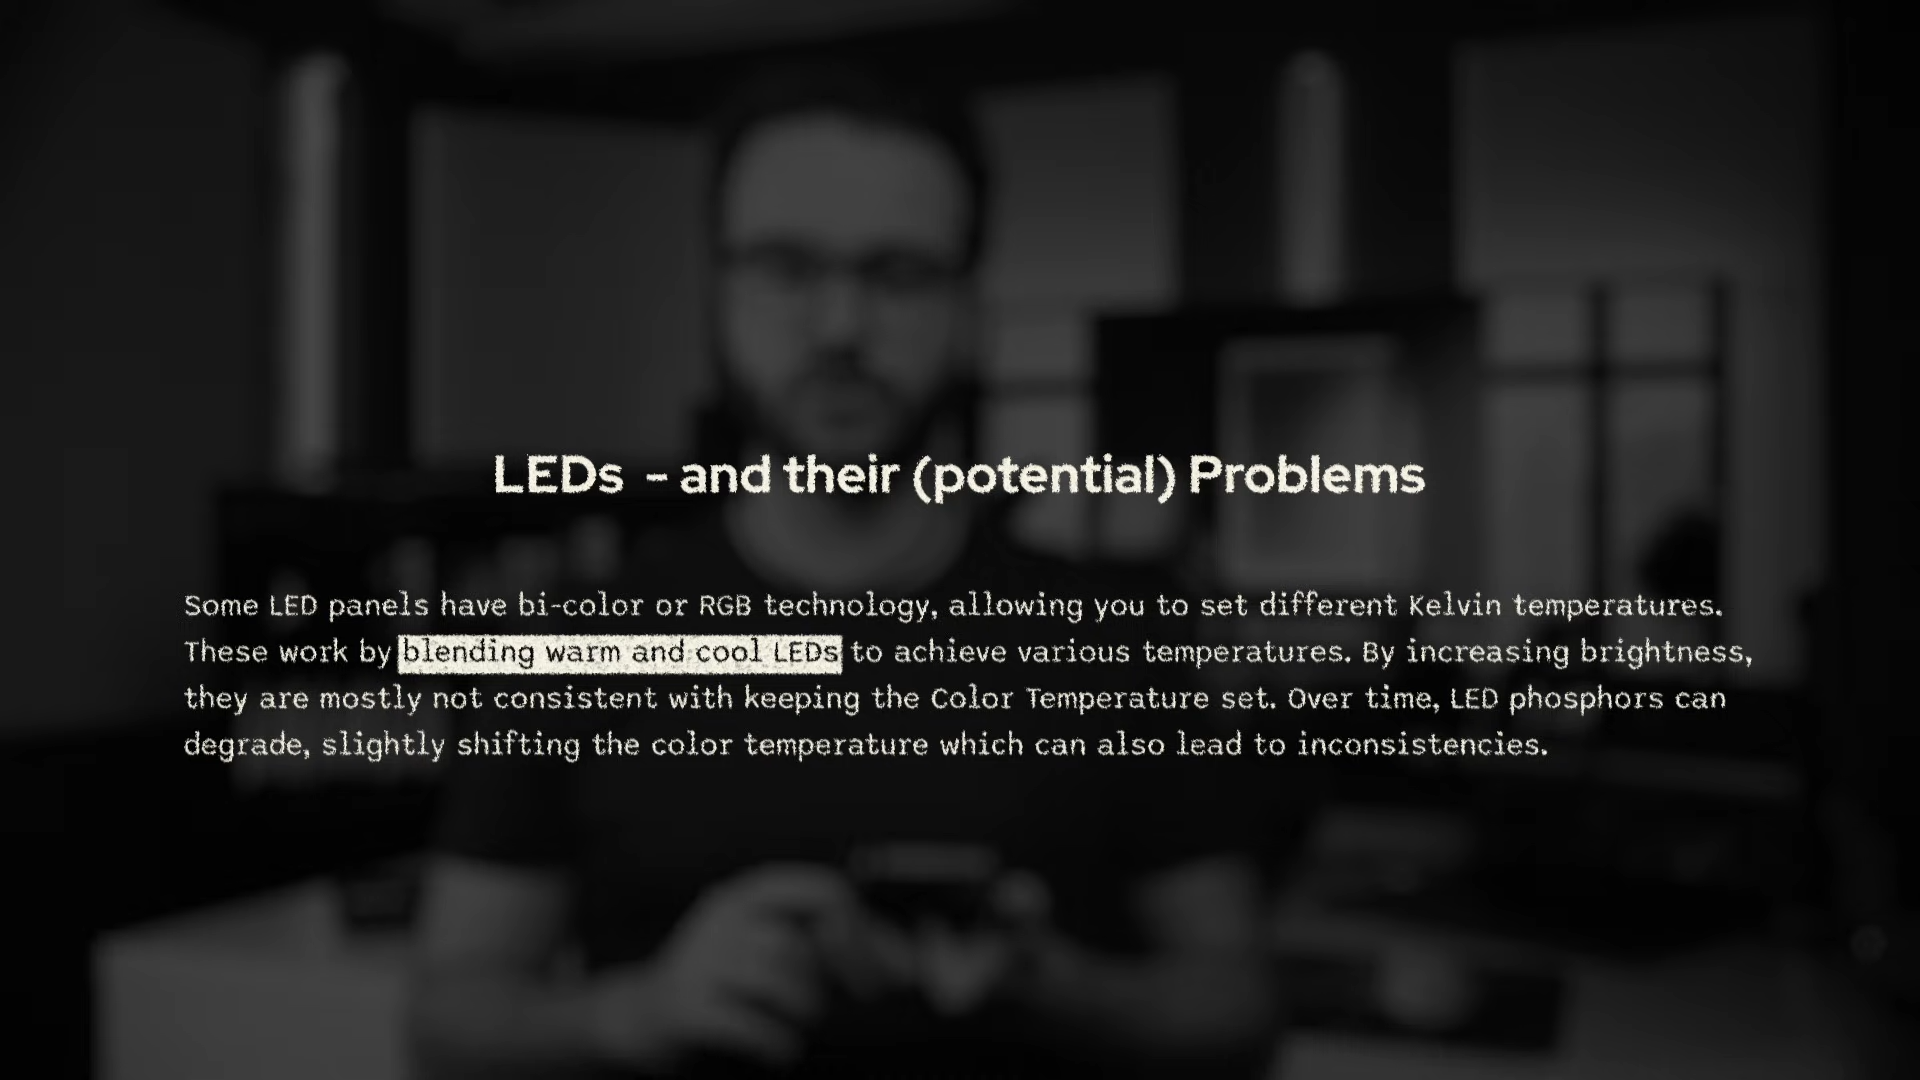 LEDs - and their (potential) Problems
Some LED panels have bi-color or RGB technology, allowing you to set different Kelvin temperatures.
These work by blending warm and cool LEDs to achieve various temperatures. By increasing brightness,
they are mostly not consistent with keeping the Color Temperature set. Over time, LED phosphors can
degrade, slightly shifting the color temperature which can also lead to inconsistencies.